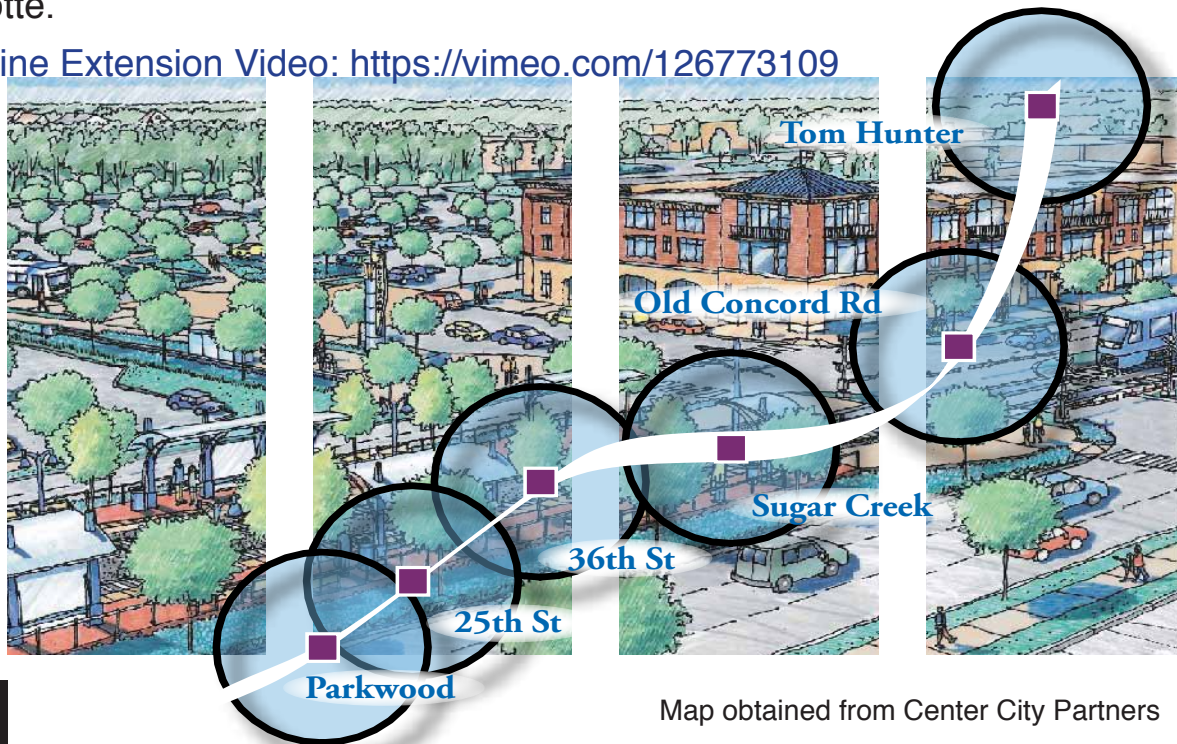 otte.
ine Extension Video: https://vimeo.com/126773109
Tom Hunter
Old Concord Rd
Sugar Creek
36th St
25th St
Parkwood
Map obtained from Center City Partners